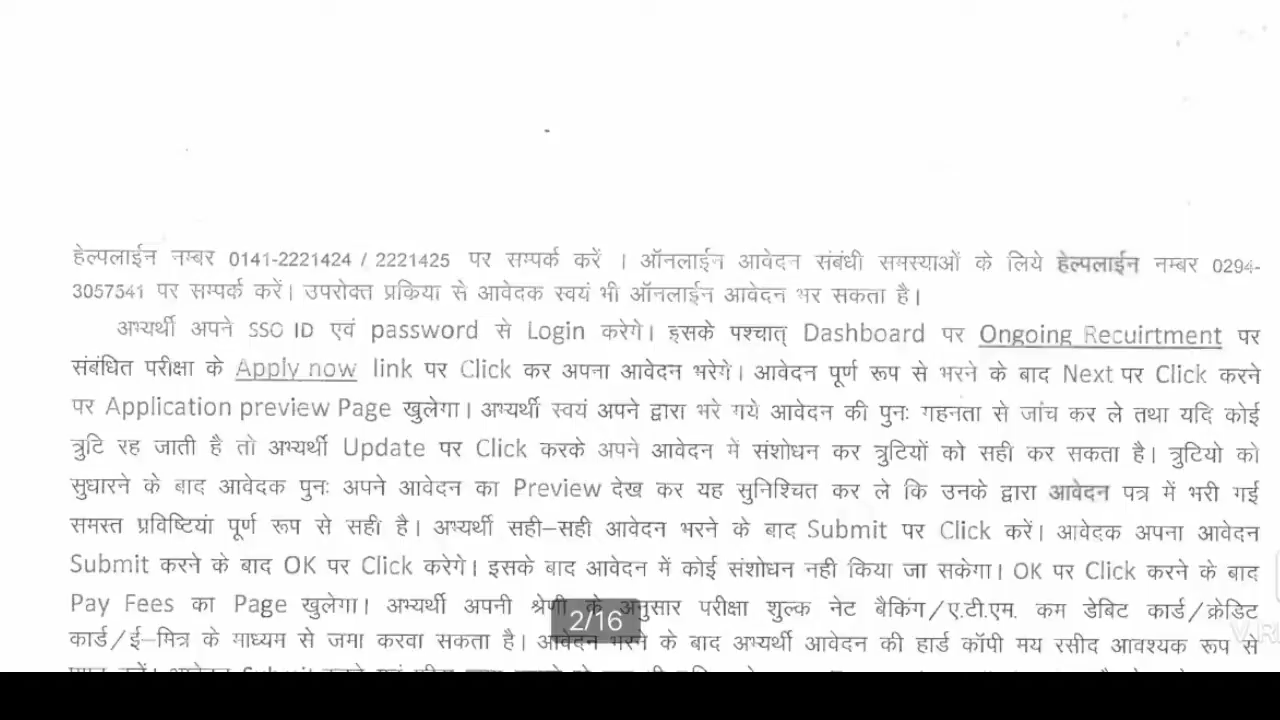 हेल्पलाईन नम्बर 0141-2221424 / 2221425 पर सम्पर्क करें । ऑनलाईन आवेदन संबंधी समस्याओं के लिये हेल्पलाईन नम्बर 0294-
3057541 पर सम्पर्क करें। उपरोक्त प्रकिया से आवेदक स्वयं भी ऑनलाईन आवेदन भर सकता है।
अभ्यर्थी अपने SSO ID एवं password से Login करेगे। इसके पश्चात् Dashboard पर Ongoing Recuirtment पर
संबंधित परीक्षा के Apply now link पर Click कर अपना आवेदन भरेगे। आवेदन पूर्ण रूप से भरने के बाद Next पर Click करने
पर Application preview Page खुलेगा। अभ्यर्थी स्वयं अपने द्वारा भरे गये आवेदन की पुनः गहनता से जांच कर ले तथा यदि कोई
त्रुटि रह जाती है तो अभ्यर्थी Update पर Click करके अपने आवेदन में संशोधन कर त्रुटियों को सही कर सकता है। त्रुटियो को
सुधारने के बाद आवेदक पुनः अपने आवेदन का Preview देख कर यह सुनिश्चित कर ले कि उनके द्वारा आवेदन पत्र में भरी गई
समस्त प्रविष्टियां पूर्ण रूप से सही है। अभ्यर्थी सही–सही आवेदन भरने के बाद Submit पर Click करें। आवेदक अपना आवेदन
Submit करने के बाद OK पर Click करेगे। इसके बाद आवेदन में कोई संशोधन नही किया जा सकेगा। OK पर Click करने के बाद
Pay Fees का Page खुलेगा। अभ्यर्थी अपनी श्रेणी के अनुसार परीक्षा शुल्क नेट बैकिंग/ए.टी.एम. कम डेबिट कार्ड/क्रेडिट
2/16
कार्ड/ई–मित्र के माध्यम से जमा करवा सकता है। आवेदन भरने के बाद अभ्यर्थी आवेदन की हार्ड कॉपी मय रसीद आवश्यक रूप से